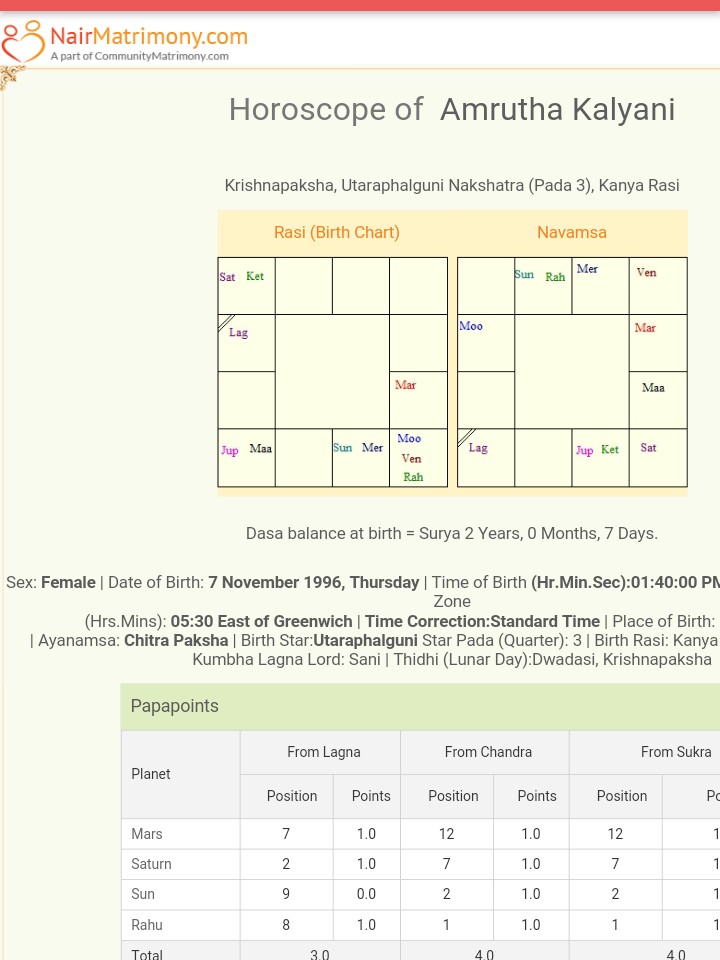 NairMatrimony.com
A part of CommunityMatrimony.com
Horoscope of Amrutha Kalyani
Krishnapaksha, Utaraphalguni Nakshatra (Pada 3), Kanya Rasi
Rasi (Birth Chart) Navamsa
Sat Ket Sun Rah Mer Ven
Lag Moo Mar
Mar Maa
Jup Maa Sun Mer Moo Ven Rah Lag Jup Ket Sat
Dasa balance at birth = Surya 2 Years, 0 Months, 7 Days.
Sex: Female | Date of Birth: 7 November 1996, Thursday | Time of Birth (Hr.Min.Sec):01:40:00 PM
Zone
(Hrs.Mins): 05:30 East of Greenwich | Time Correction:Standard Time | Place of Birth:
| Ayanamsa: Chitra Paksha | Birth Star:Utaraphalguni Star Pada (Quarter): 3 | Birth Rasi: Kanya
Kumbha Lagna Lord: Sani | Thidhi (Lunar Day):Dwadasi, Krishnapaksha
Papapoints
Planet From Lagna From Chandra From Sukra
Position Points Position Points Position Po
Mars 7 1.0 12 1.0 12 1
Saturn 2 1.0 7 1.0 7 1
Sun 9 0.0 2 1.0 2 1
Rahu 8 1.0 1 1.0 1 1
Total 3.0 4.0 4.0